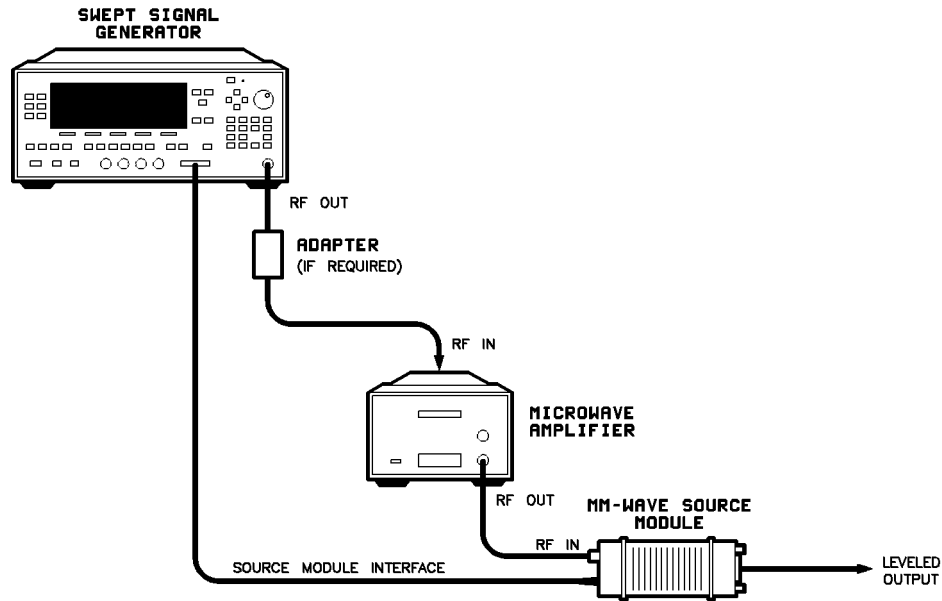 SWEPT SIGNAL
GENERATOR
RF OUT
ADAPTER
(IF REQUIRED)
RF IN
MICROWAVE
AMPLIFIER
RF OUT
MM-WAVE SOURCE
MODULE
RF IN
SOURCE MODULE INTERFACE
LEVELED
OUTPUT